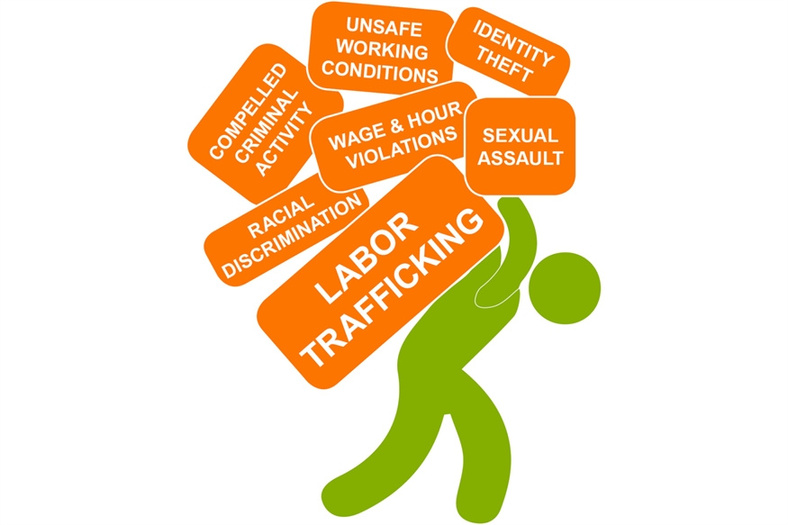 UNSAFE
WORKING
CONDITIONS
IDENTITY
THEFT
COMPELLED
CRIMINAL
ACTIVITY
WAGE & HOUR
VIOLATIONS
SEXUAL
ASSAULT
RACIAL
DISCRIMINATION
LABOR
TRAFFICKING